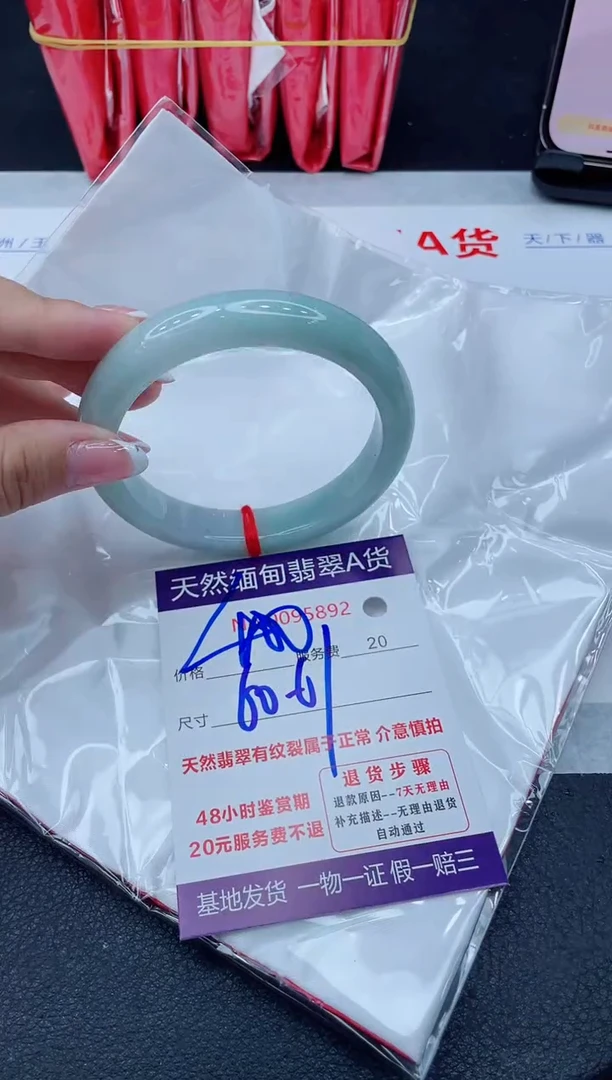 A货
天/下/翡
天然缅甸翡翠A货
0095892
400
价格
服务费 20
60-61
尺寸
天然翡翠有纹裂属于正常 介意慎拍
48小时鉴赏期
20元服务费不退
退货步骤
退款原因--7天无理由
补充描述--无理由退货
自动通过
基地发货 一物一证 假一赔三